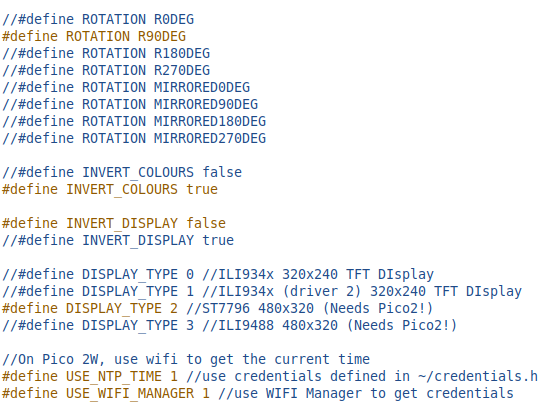 //#define ROTATION R0DEG
#define ROTATION R90DEG
//#define ROTATION R180DEG
//#define ROTATION R270DEG
//#define ROTATION MIRRORED0DEG
//#define ROTATION MIRRORED90DEG
//#define ROTATION MIRRORED180DEG
//#define ROTATION MIRRORED270DEG
//#define INVERT_COLOURS false
#define INVERT_COLOURS true
#define INVERT_DISPLAY false
//#define INVERT_DISPLAY true
//#define DISPLAY_TYPE 0 //ILI934x 320x240 TFT DIsplay
//#define DISPLAY_TYPE 1 //ILI934x (driver 2) 320x240 TFT DIsplay
#define DISPLAY_TYPE 2 //ST7796 480x320 (Needs Pico2!)
//#define DISPLAY_TYPE 3 //ILI9488 480x320 (Needs Pico2!)
//On Pico 2W, use wifi to get the current time
#define USE_NTP_TIME 1 //use credentials defined in ~/credentials.h
#define USE_WIFI_MANAGER 1 //use WIFI Manager to get credentials